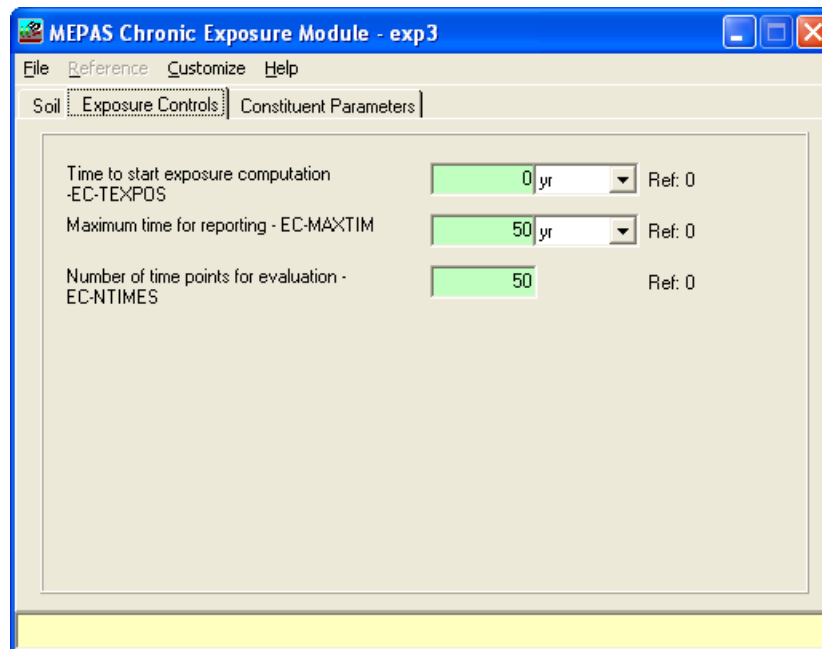 MEPAS Chronic Exposure Module - exp3
File Reference Customize Help
Soil Exposure Controls Constituent Parameters
Time to start exposure computation
-EC-TEXPOS
0 yr Ref: 0
Maximum time for reporting - EC-MAXTIM 50 yr Ref: 0
Number of time points for evaluation -
EC-NTIMES
50 Ref: 0